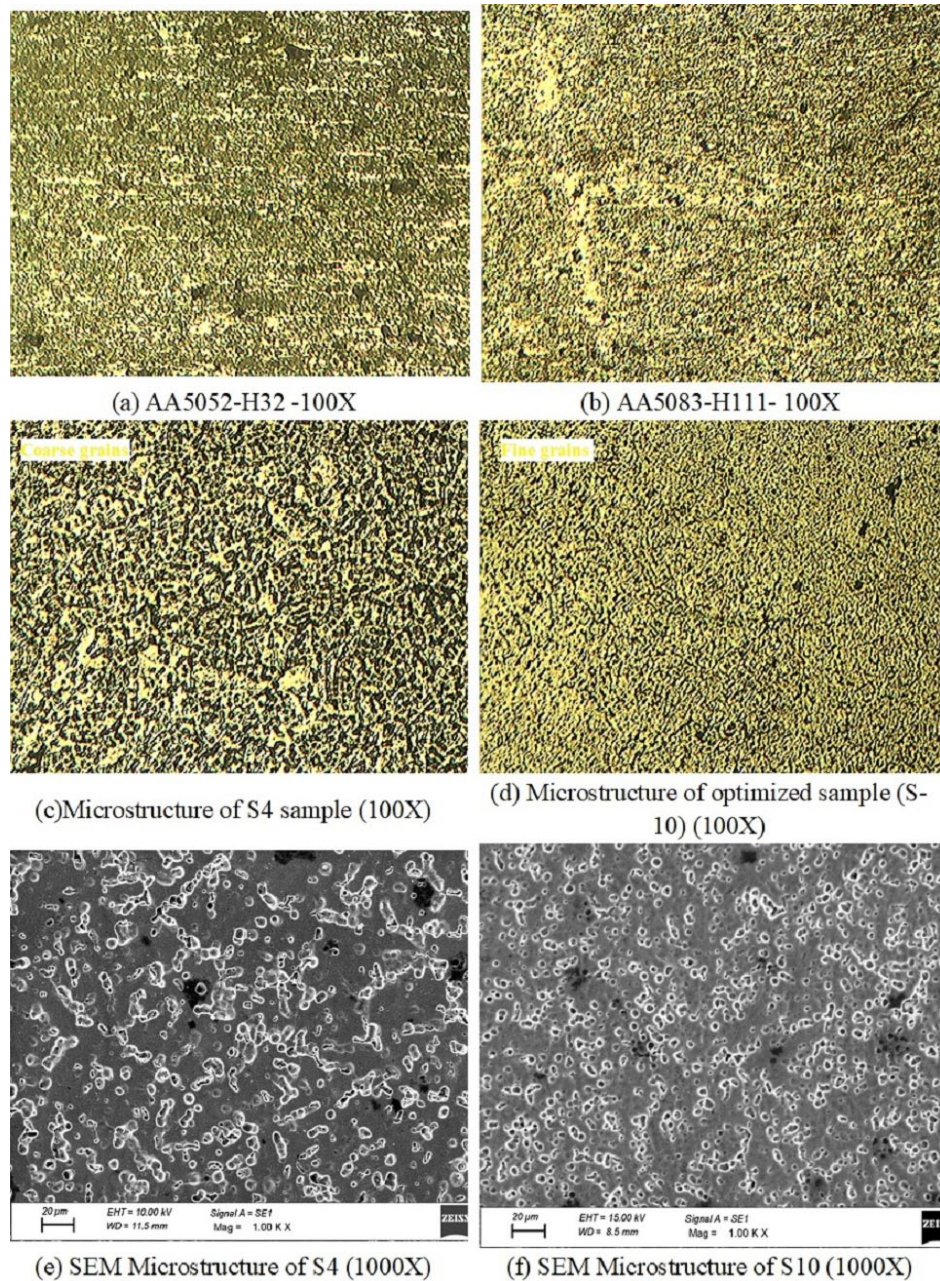 (a) AA5052-H32 -100X
(b) AA5083-H111- 100X
Coarse grains
Fine grains
(c)Microstructure of S4 sample (100X)
(d) Microstructure of optimized sample (S-
10) (100X)
20 µm
EHT = 10.00 kV
WD = 11.5 mm
Signal A = SE1
Mag = 1.00 K X
ZEISS
20 µm
EHT = 15.00 kV
WD = 8.5 mm
Signal A = SE1
Mag = 1.00 K X
ZEISS
(e) SEM Microstructure of S4 (1000X)
(f) SEM Microstructure of S10 (1000X)